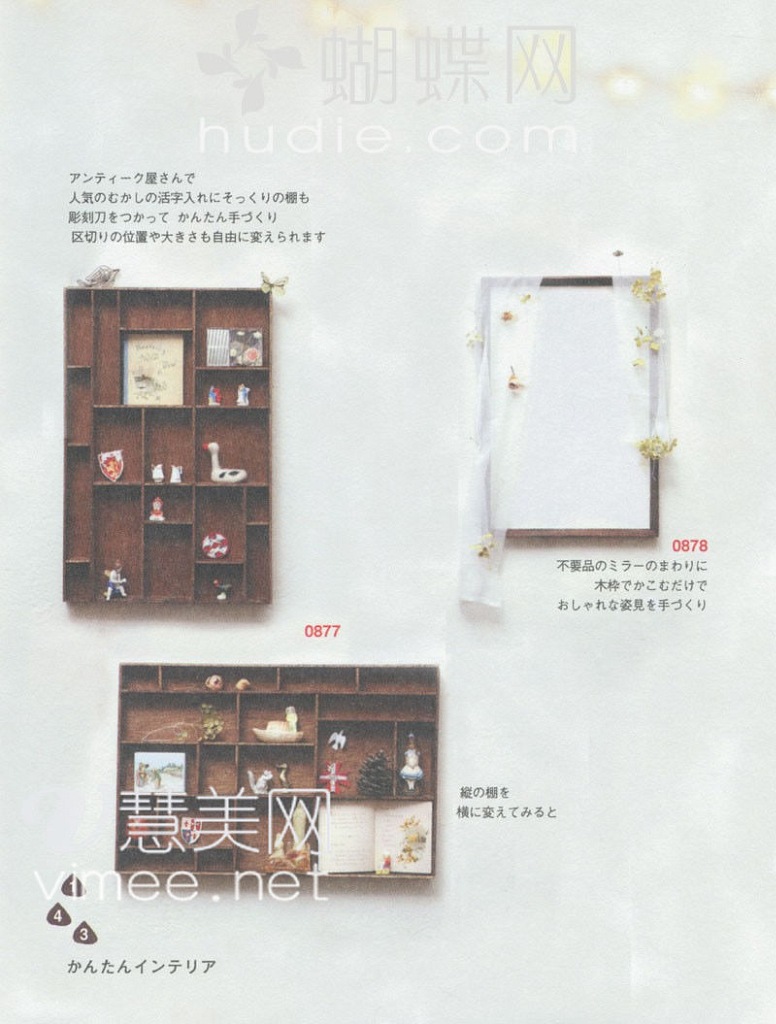 蝴蝶网
hudie.com
アンティーク屋さんで
人気のむかしの活字入れにそっくりの棚も
彫刻刀をつかって かんたん手づくり
区切りの位置や大きさも自由に変えられます
0878
不要品のミラーのまわりに
木枠でかこむだけで
おしゃれな姿見を手づくり
0877
縦の棚を
横に変えてみると
慧美网
vimee.net
1
4
3
かんたんインテリア